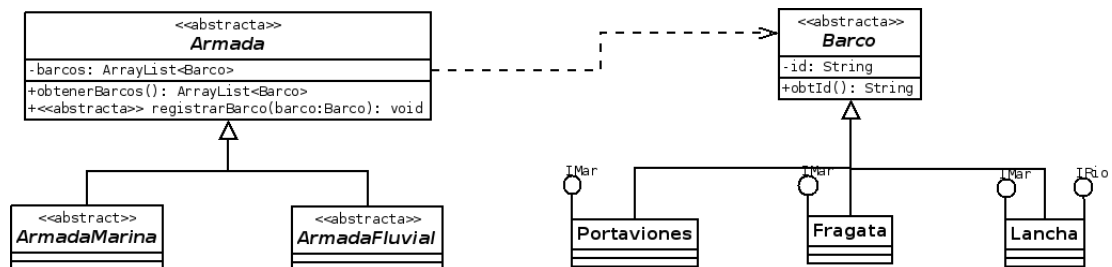 <<abstracta>>
Armada
-barcos: ArrayList<Barco>
+obtenerBarcos(): ArrayList<Barco>
+<<abstracta>> registrarBarco(barco:Barco): void
<<abstracta>>
Barco
-id: String
+obtId(): String
<<abstract>>
ArmadaMarina
<<abstracta>>
ArmadaFluvial
IMar
Portaviones
IMar
Fragata
IMar
IRio
Lancha